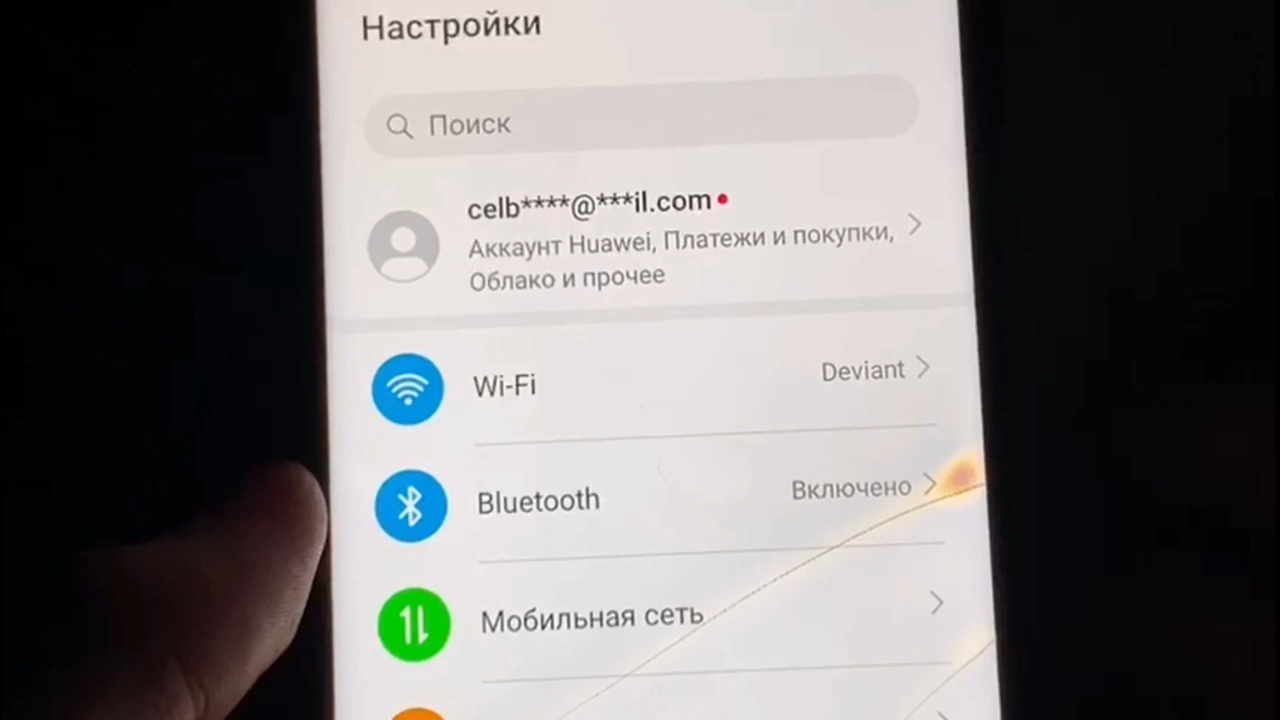 Настройки
Поиск
celb****@***il.com
Аккаунт Huawei, Платежи и покупки,
Облако и прочее
Wi-Fi
Deviant
Bluetooth
Включено
Мобильная сеть